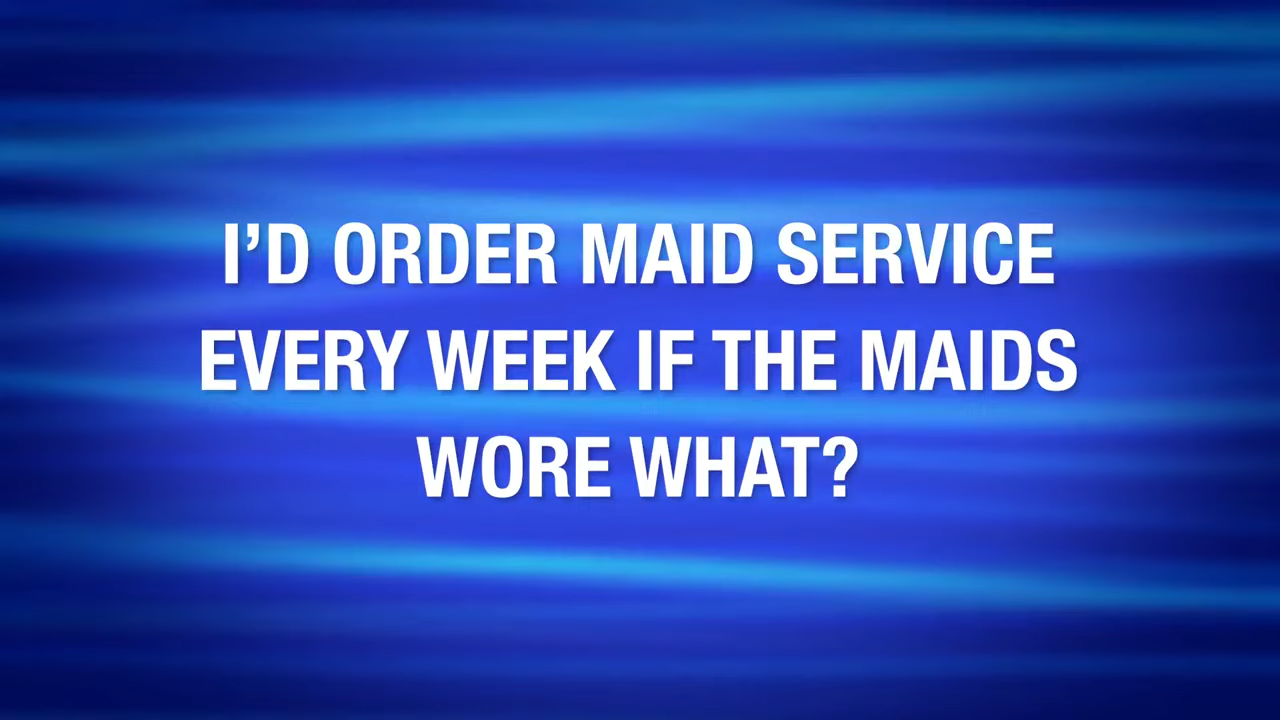 I’D ORDER MAID SERVICE
EVERY WEEK IF THE MAIDS
WORE WHAT?